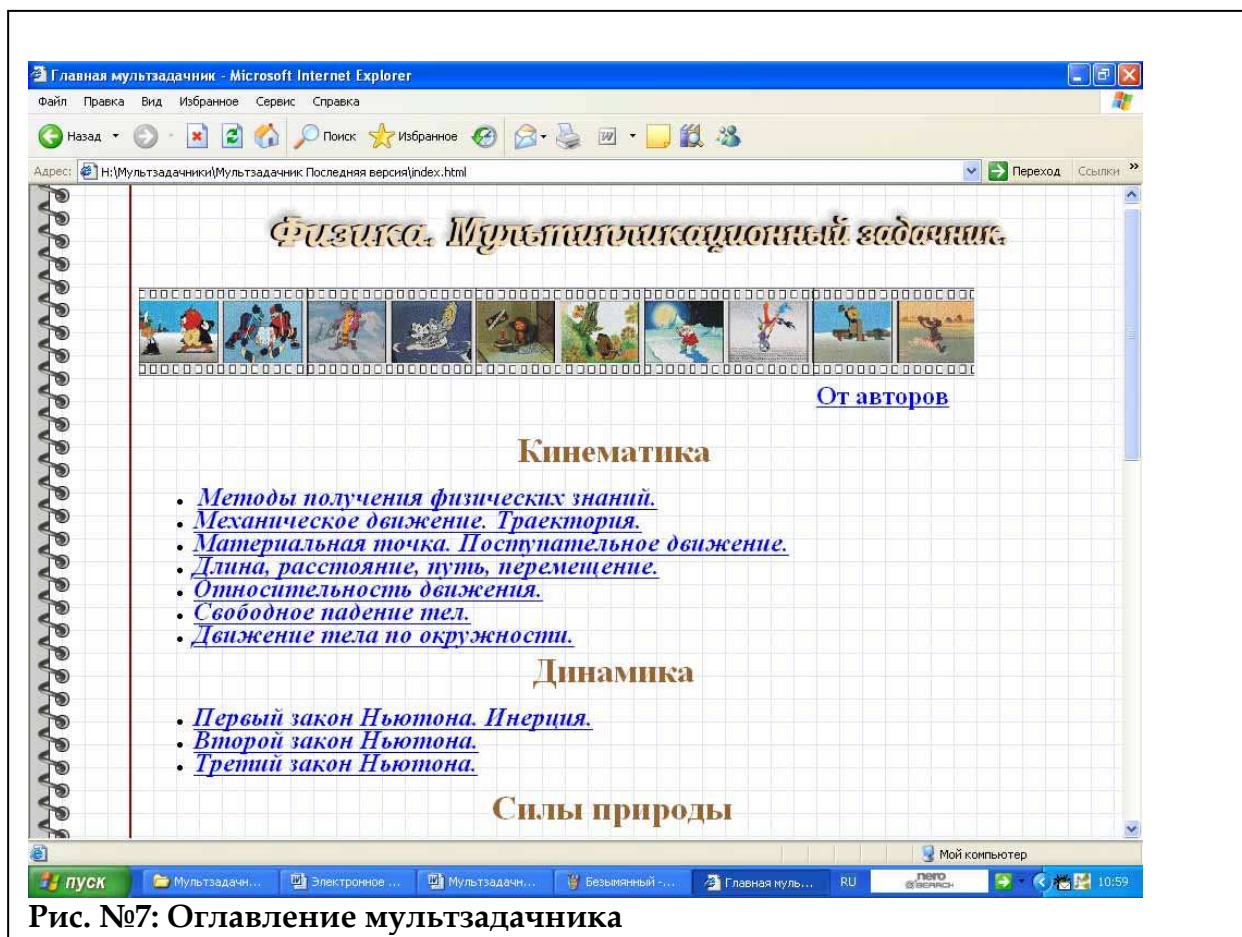 Главная мультзадачник - Microsoft Internet Explorer
Файл Правка Вид Избранное Сервис Справка
Назад Поиск Избранное
Адрес: H:\Мультзадачники\Мультзадачник Последняя версия\index.html Переход Ссылки »
Физика. Мультипликационный задачник.
От авторов
Кинематика
• Методы получения физических знаний.
• Механическое движение. Траектория.
• Материальная точка. Поступательное движение.
• Длина, расстояние, путь, перемещение.
• Относительность движения.
• Свободное падение тел.
• Движение тела по окружности.
Динамика
• Первый закон Ньютона. Инерция.
• Второй закон Ньютона.
• Третий закон Ньютона.
Силы природы
Мой компьютер
пуск Мультзадачн... Электронное ... Мультзадачн... Безымянный -... Главная муль... RU nero SEARCH 10:59
Рис. №7: Оглавление мультзадачника